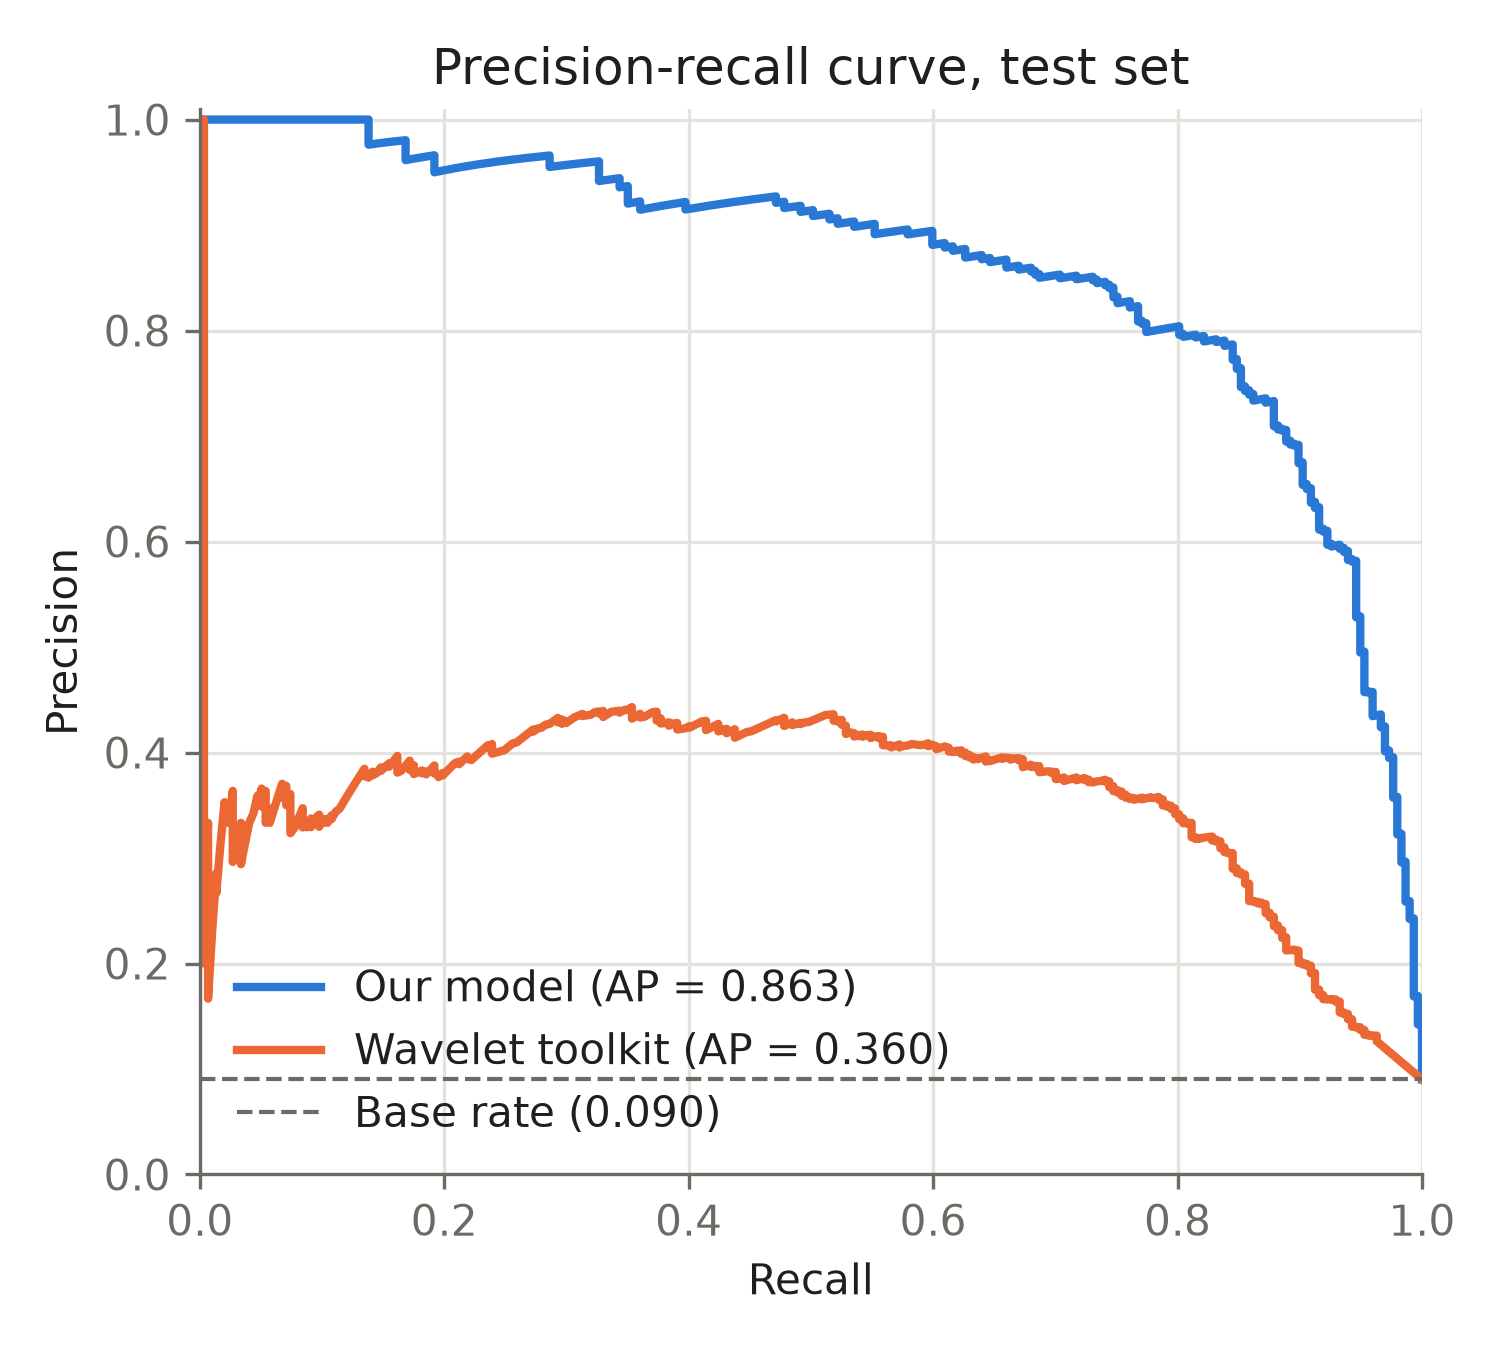 Precision-recall curve, test set
Precision
1.0
0.8
0.6
0.4
0.2
0.0
Our model (AP = 0.863)
Wavelet toolkit (AP = 0.360)
Base rate (0.090)
0.0 0.2 0.4 0.6 0.8 1.0
Recall